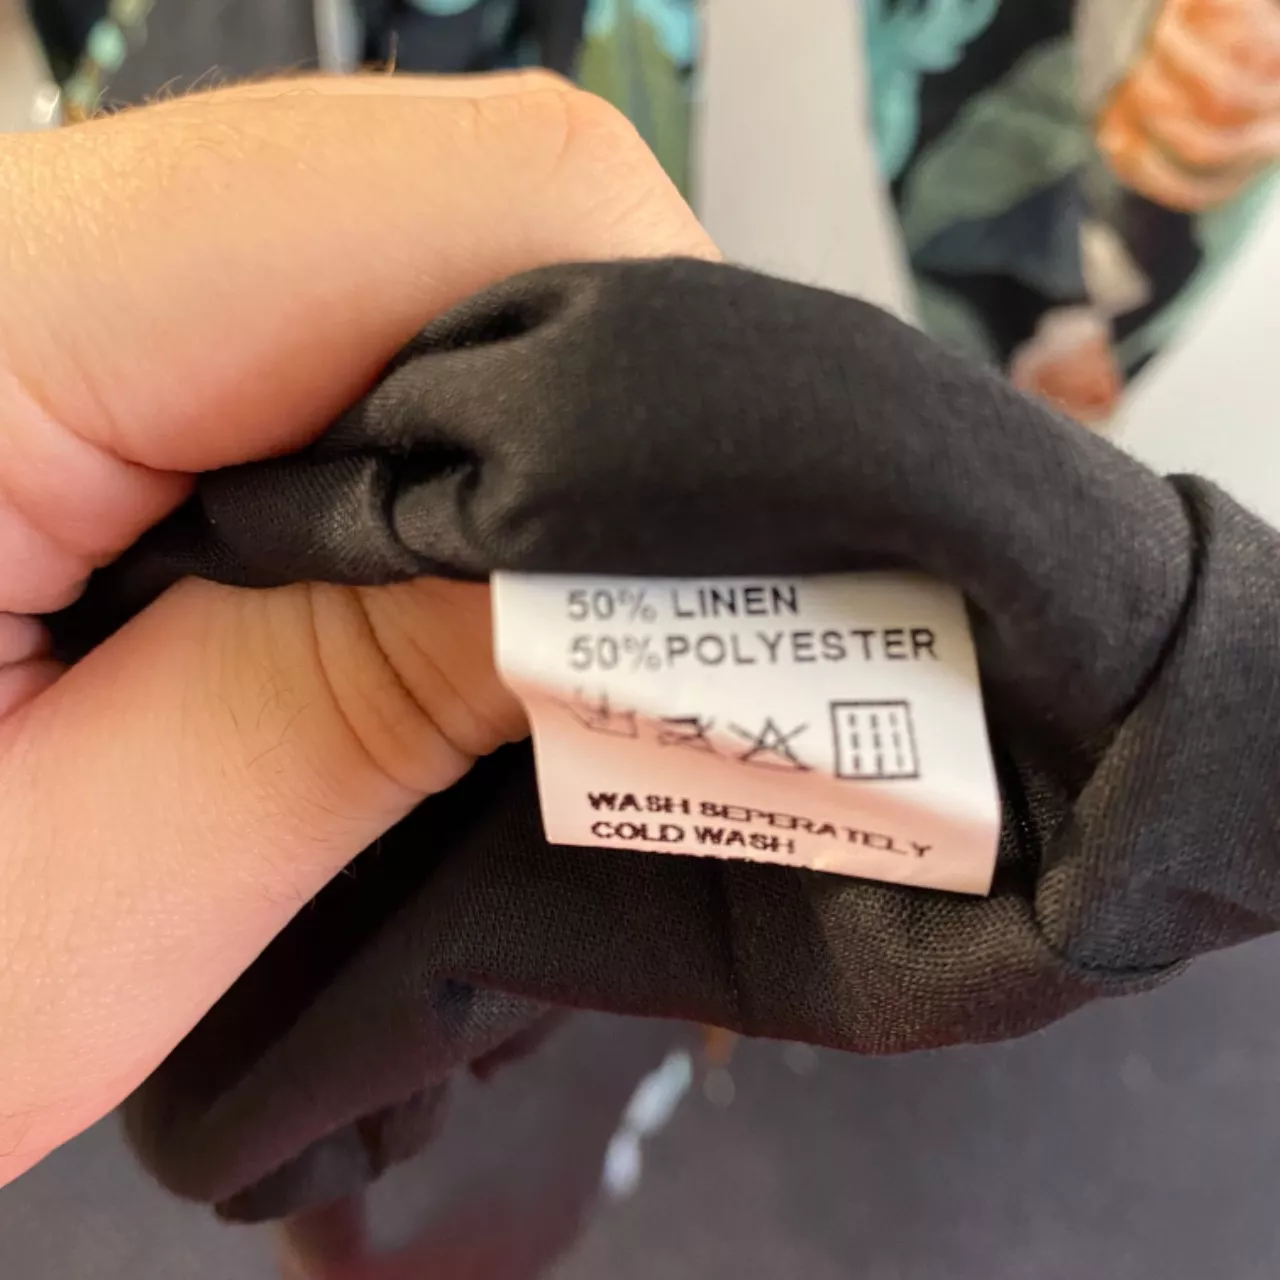 50% LINEN
50%POLYESTER
WASH SEPERATELY
COLD WASH